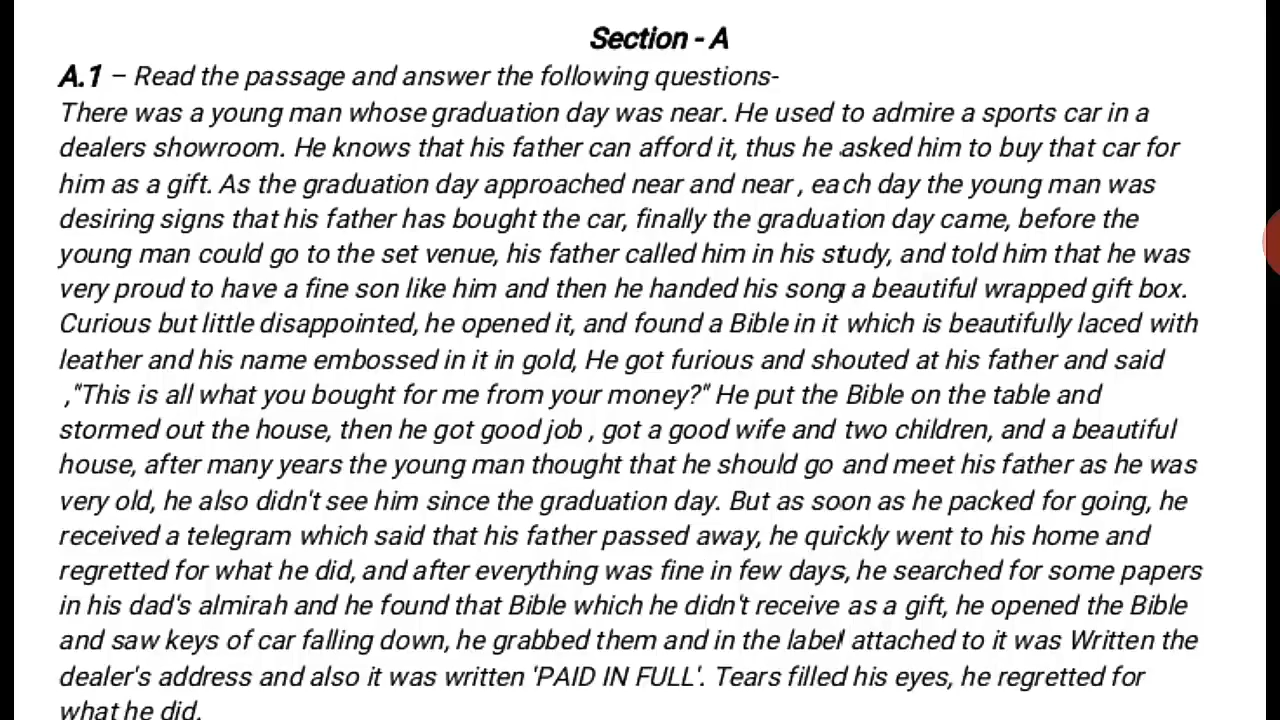 Section - A
A.1 – Read the passage and answer the following questions-
There was a young man whose graduation day was near. He used to admire a sports car in a
dealers showroom. He knows that his father can afford it, thus he asked him to buy that car for
him as a gift. As the graduation day approached near and near , each day the young man was
desiring signs that his father has bought the car, finally the graduation day came, before the
young man could go to the set venue, his father called him in his study, and told him that he was
very proud to have a fine son like him and then he handed his song a beautiful wrapped gift box.
Curious but little disappointed, he opened it, and found a Bible in it which is beautifully laced with
leather and his name embossed in it in gold, He got furious and shouted at his father and said
,"This is all what you bought for me from your money?" He put the Bible on the table and
stormed out the house, then he got good job , got a good wife and two children, and a beautiful
house, after many years the young man thought that he should go and meet his father as he was
very old, he also didn't see him since the graduation day. But as soon as he packed for going, he
received a telegram which said that his father passed away, he quickly went to his home and
regretted for what he did, and after everything was fine in few days, he searched for some papers
in his dad's almirah and he found that Bible which he didn't receive as a gift, he opened the Bible
and saw keys of car falling down, he grabbed them and in the label attached to it was Written the
dealer's address and also it was written 'PAID IN FULL'. Tears filled his eyes, he regretted for
what he did.